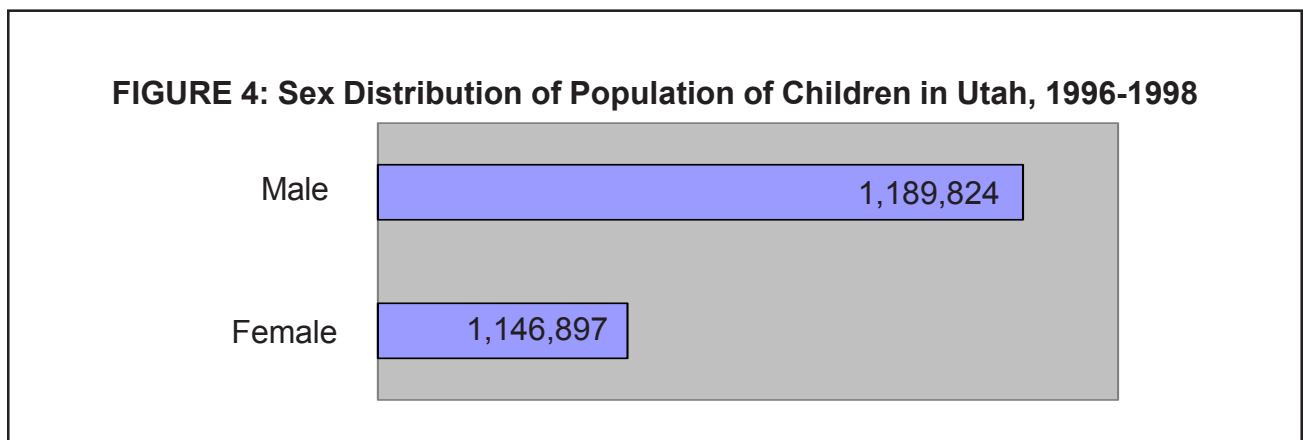 FIGURE 4: Sex Distribution of Population of Children in Utah, 1996-1998
Male
1,189,824
Female
1,146,897